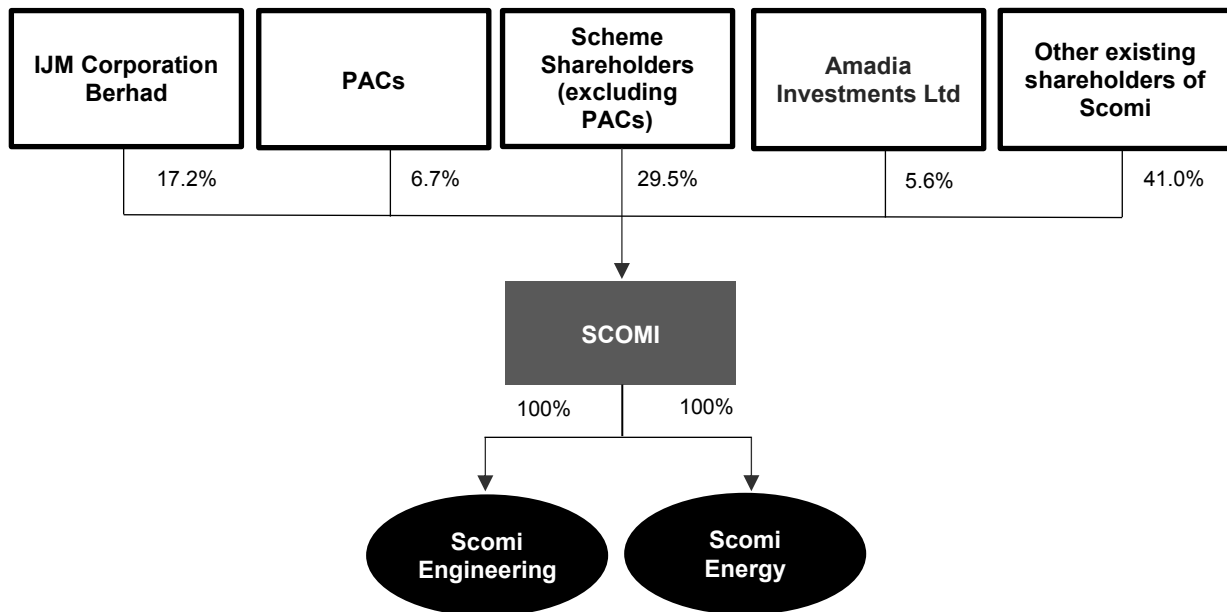 IJM Corporation
Berhad
PACs
Scheme
Shareholders
(excluding
PACs)
Amadia
Investments Ltd
Other existing
shareholders of
Scomi
17.2%
6.7%
29.5%
5.6%
41.0%
SCOMI
100%
100%
Scomi
Engineering
Scomi
Energy